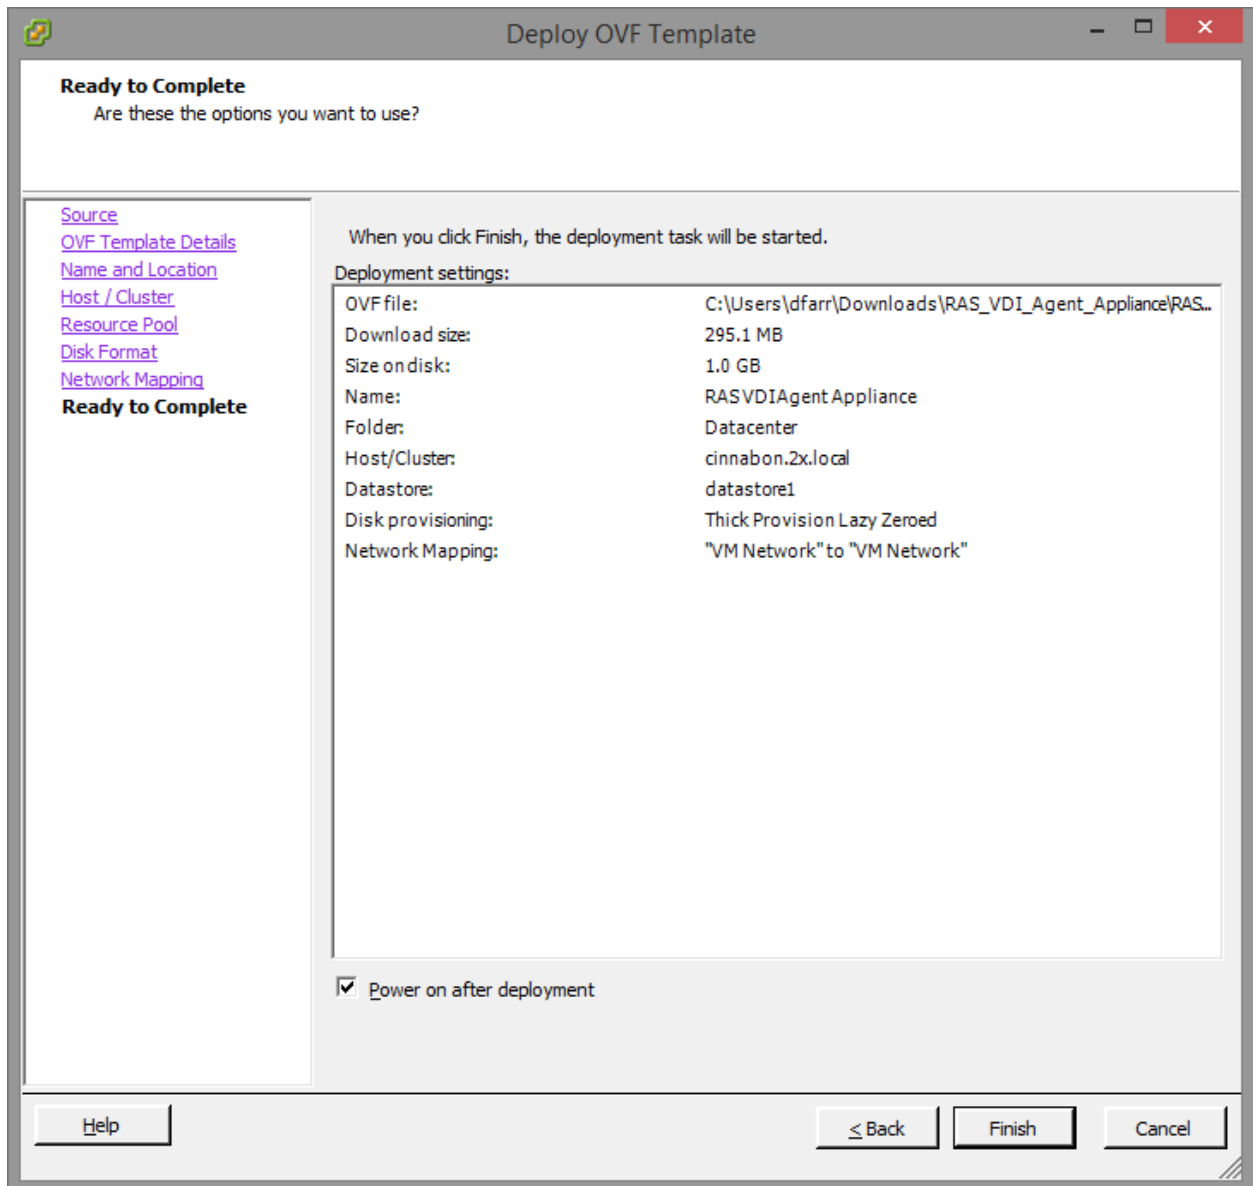 Deploy OVF Template
Ready to Complete
Are these the options you want to use?
Source
OVF Template Details
Name and Location
Host / Cluster
Resource Pool
Disk Format
Network Mapping
Ready to Complete
When you click Finish, the deployment task will be started.
Deployment settings:
OVF file: C:\Users\dfarr\Downloads\RAS_VDI_Agent_Appliance\RAS...
Download size: 295.1 MB
Size on disk: 1.0 GB
Name: RASVDIAgent Appliance
Folder: Datacenter
Host/Cluster: cinnabon.2x.local
Datastore: datastore1
Disk provisioning: Thick Provision Lazy Zeroed
Network Mapping: "VM Network" to "VM Network"
Power on after deployment
Help
< Back
Finish
Cancel